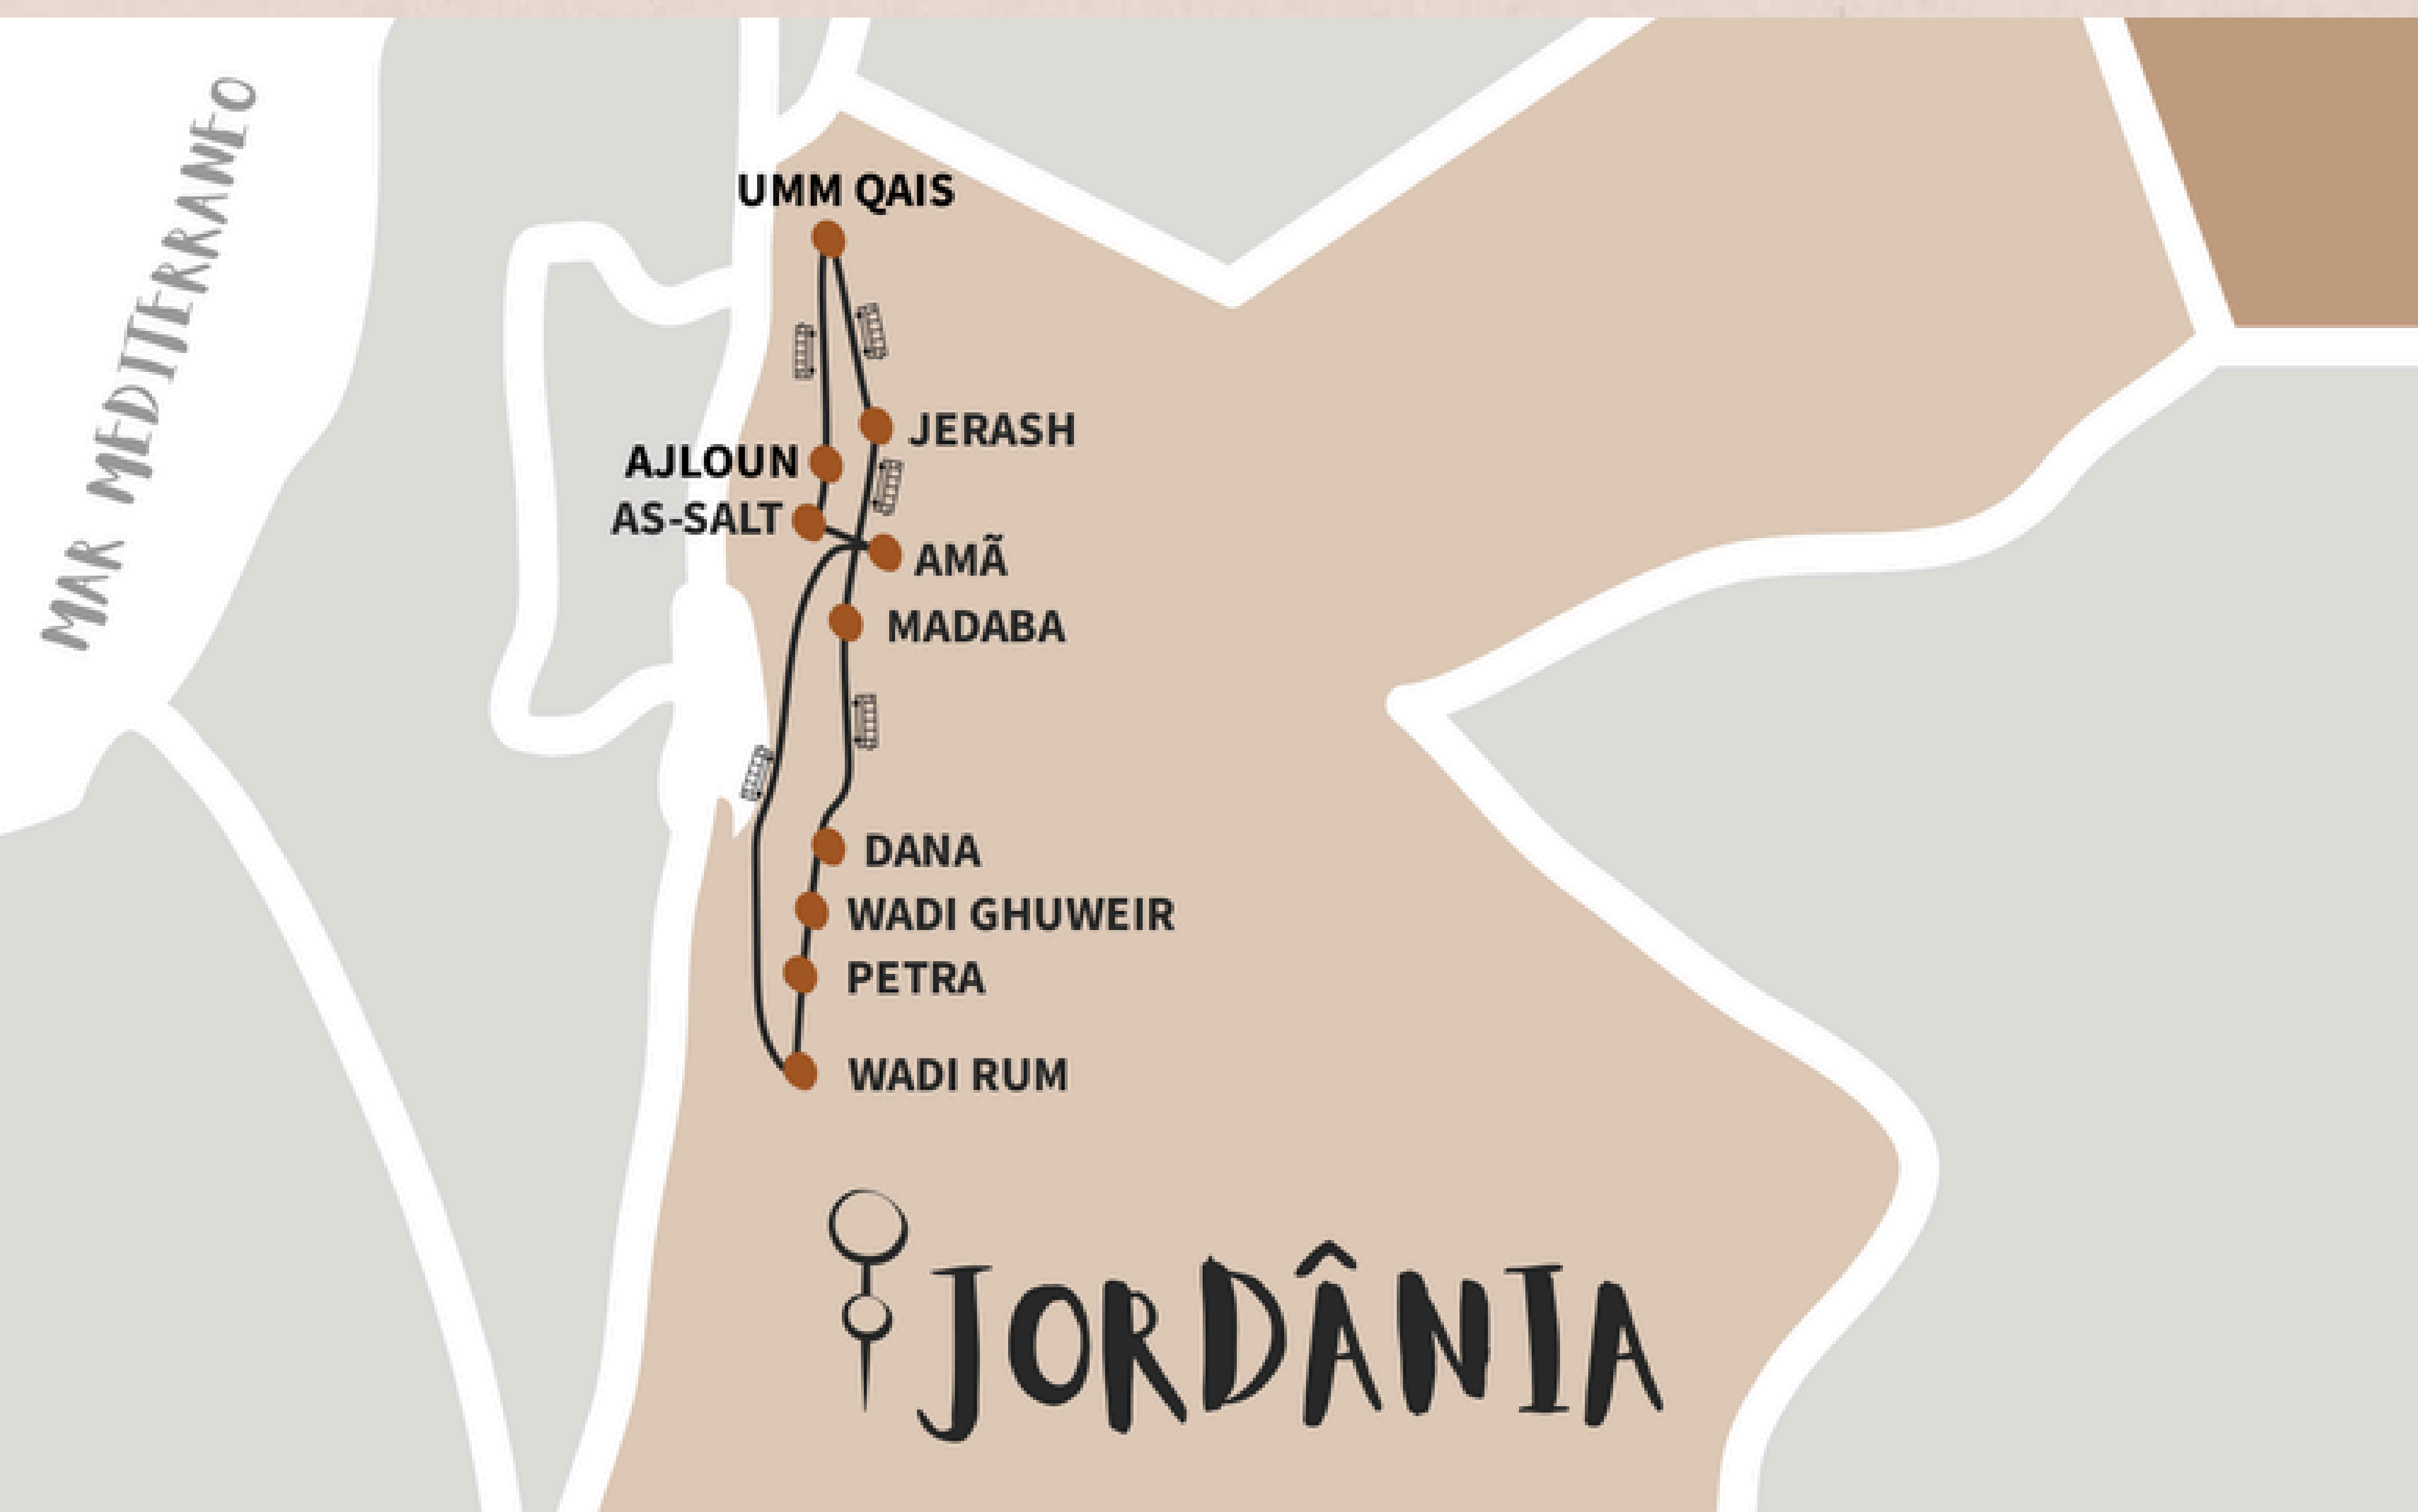 MAR MEDITERRANEO
UMM QAIS
JERASH
AJLOUN
AS-SALT
AMÃ
MADABA
DANA
WADI GHUWEIR
PETRA
WADI RUM
JORDÂNIA